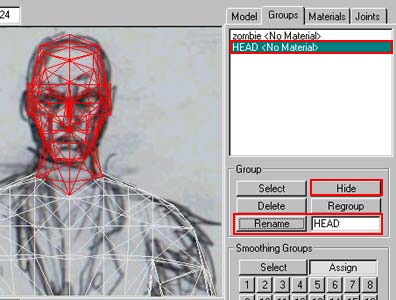 24
Model Groups Materials Joints
zombie <No Material>
HEAD <No Material>
Group
Select Hide
Delete Regroup
Rename HEAD
Smoothing Groups
Select Assign
1 2 3 4 5 6 7 8